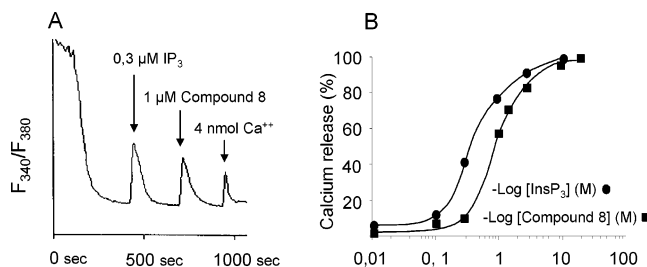 A
0,3 µM IP3
1 µM Compound 8
4 nmol Ca++
F340/F380
0 sec 500 sec 1000 sec
B
Calcium release (%)
100
80
60
40
20
-Log [InsP3] (M)
-Log [Compound 8] (M)
0,01 0,1 1 10 100